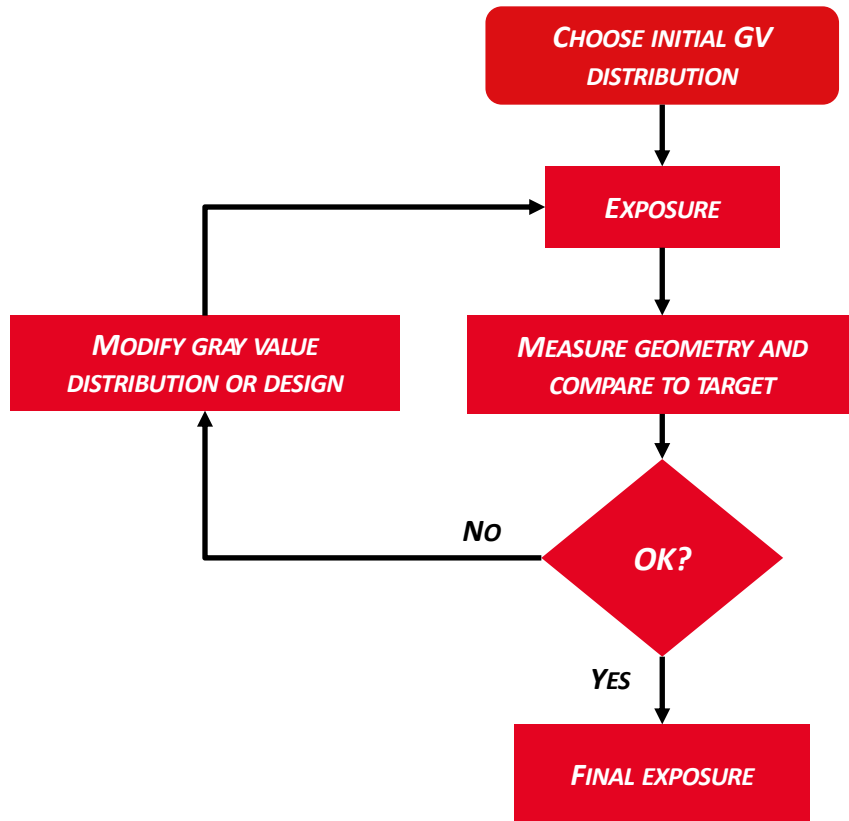 CHOOSE INITIAL GV
DISTRIBUTION
EXPOSURE
MEASURE GEOMETRY AND
COMPARE TO TARGET
MODIFY GRAY VALUE
DISTRIBUTION OR DESIGN
OK?
NO
YES
FINAL EXPOSURE